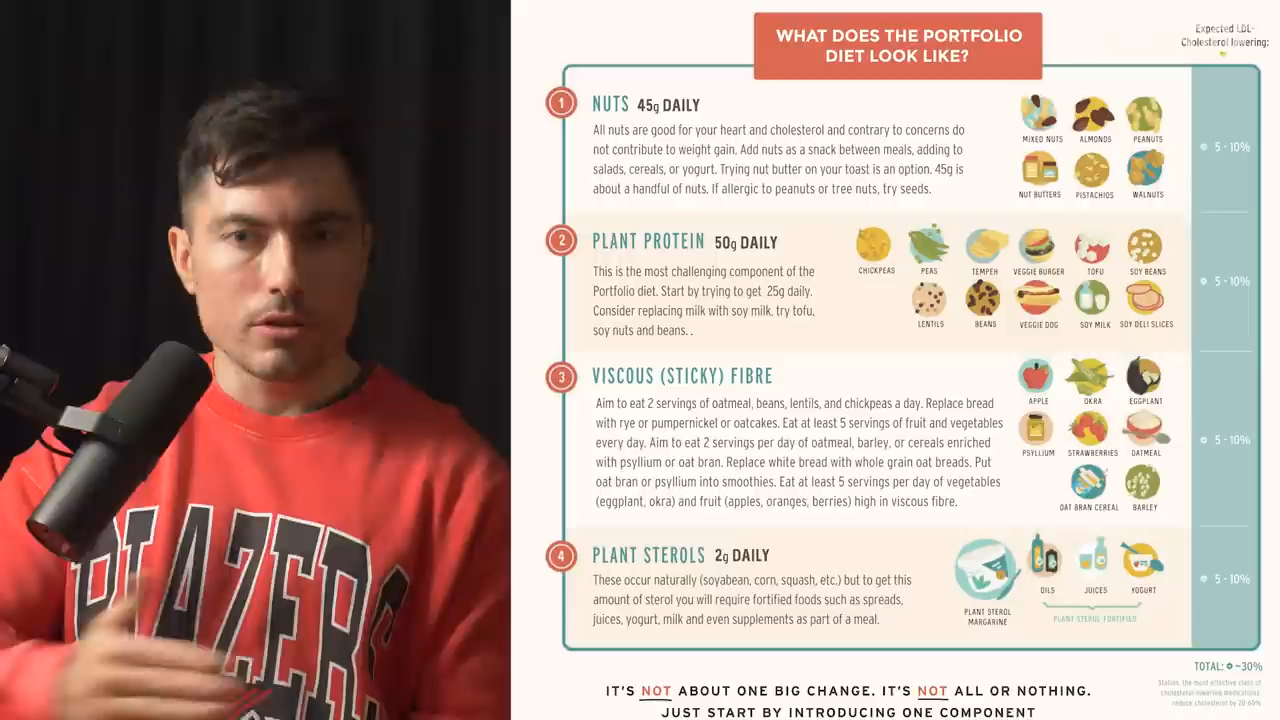 BLAZERS
WHAT DOES THE PORTFOLIO
DIET LOOK LIKE?
Expected LDL-
Cholesterol lowering:
1
NUTS 45g DAILY
All nuts are good for your heart and cholesterol and contrary to concerns do
not contribute to weight gain. Add nuts as a snack between meals, adding to
salads, cereals, or yogurt. Trying nut butter on your toast is an option. 45g is
about a handful of nuts. If allergic to peanuts or tree nuts, try seeds.
MIXED NUTS ALMONDS PEANUTS
NUT BUTTERS PISTACHIOS WALNUTS
5 - 10%
2
PLANT PROTEIN 50g DAILY
This is the most challenging component of the
Portfolio diet. Start by trying to get 25g daily.
Consider replacing milk with soy milk, try tofu,
soy nuts and beans. .
CHICKPEAS PEAS TEMPEH VEGGIE BURGER TOFU SOY BEANS
LENTILS BEANS VEGGIE DOG SOY MILK SOY DELI SLICES
5 - 10%
3
VISCOUS (STICKY) FIBRE
Aim to eat 2 servings of oatmeal, beans, lentils, and chickpeas a day. Replace bread
with rye or pumpernickel or oatcakes. Eat at least 5 servings of fruit and vegetables
every day. Aim to eat 2 servings per day of oatmeal, barley, or cereals enriched
with psyllium or oat bran. Replace white bread with whole grain oat breads. Put
oat bran or psyllium into smoothies. Eat at least 5 servings per day of vegetables
(eggplant, okra) and fruit (apples, oranges, berries) high in viscous fibre.
APPLE OKRA EGGPLANT
PSYLLIUM STRAWBERRIES OATMEAL
OAT BRAN CEREAL BARLEY
5 - 10%
4
PLANT STEROLS 2g DAILY
These occur naturally (soyabean, corn, squash, etc.) but to get this
amount of sterol you will require fortified foods such as spreads,
juices, yogurt, milk and even supplements as part of a meal.
PLANT STEROL
MARGARINE
OILS JUICES YOGURT
PLANT STEROL FORTIFIED
5 - 10%
TOTAL: ~30%
Statins, the most effective class of
cholesterol-lowering medications,
reduce cholesterol by 20-60%
IT'S NOT ABOUT ONE BIG CHANGE. IT'S NOT ALL OR NOTHING.
JUST START BY INTRODUCING ONE COMPONENT